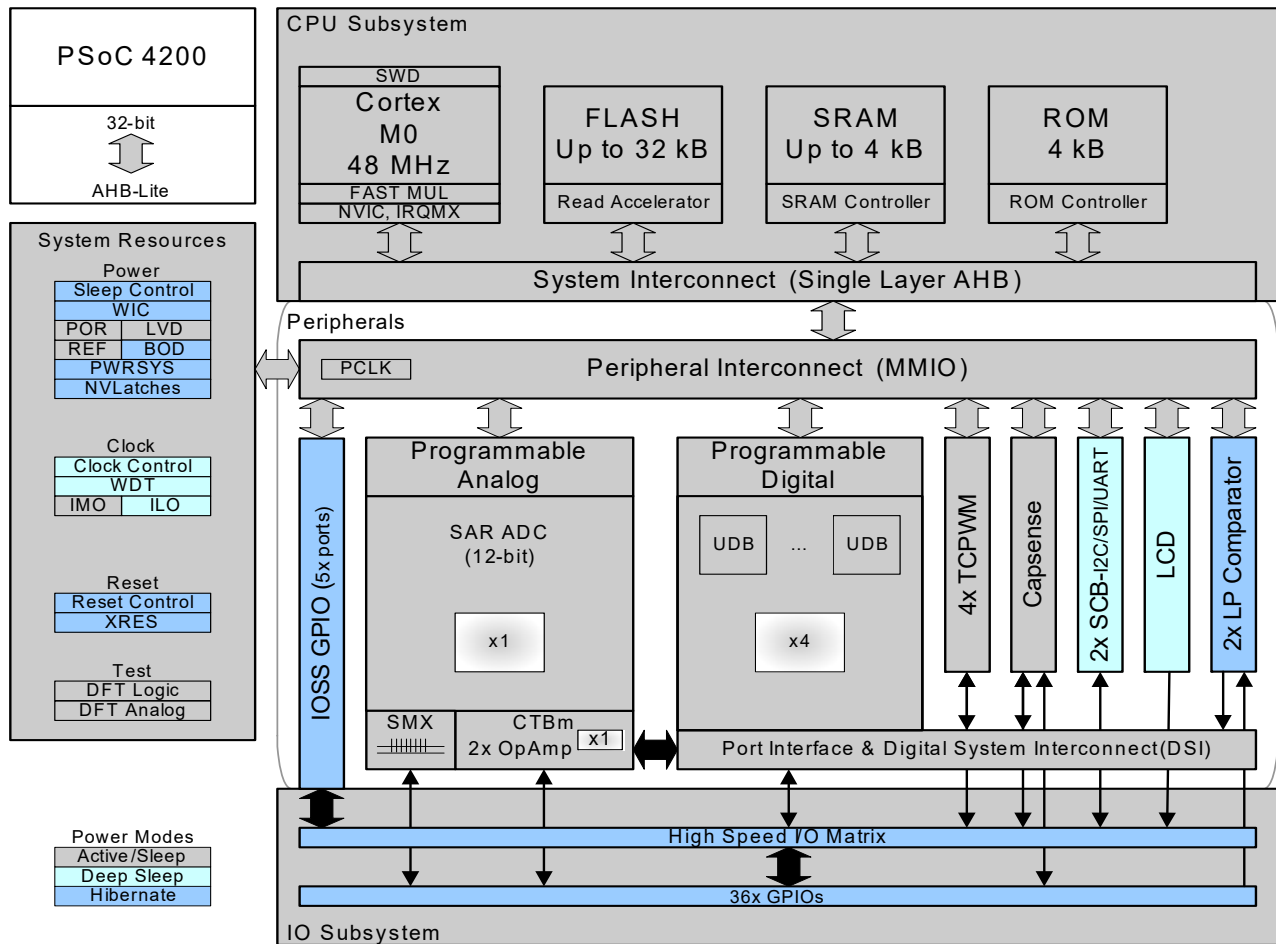 PSoC 4200
32-bit
AHB-Lite
CPU Subsystem
SWD
Cortex
M0
48 MHz
FAST MUL
NVIC, IRQMX
FLASH
Up to 32 kB
Read Accelerator
SRAM
Up to 4 kB
SRAM Controller
ROM
4 kB
ROM Controller
System Interconnect (Single Layer AHB)
System Resources
Power
Sleep Control
WIC
POR LVD
REF BOD
PWRSYS
NVLatches
Clock
Clock Control
WDT
IMO ILO
Reset
Reset Control
XRES
Test
DFT Logic
DFT Analog
Peripherals
PCLK
Peripheral Interconnect (MMIO)
IOSS GPIO (5x ports)
Programmable
Analog
SAR ADC
(12-bit)
x1
SMX
CTBm
2x OpAmp
x1
Programmable
Digital
UDB ... UDB
x4
4x TCPWM
Capsense
2x SCB-I2C/SPI/UART
LCD
2x LP Comparator
Port Interface & Digital System Interconnect(DSI)
High Speed I/O Matrix
36x GPIOs
IO Subsystem
Power Modes
Active/Sleep
Deep Sleep
Hibernate